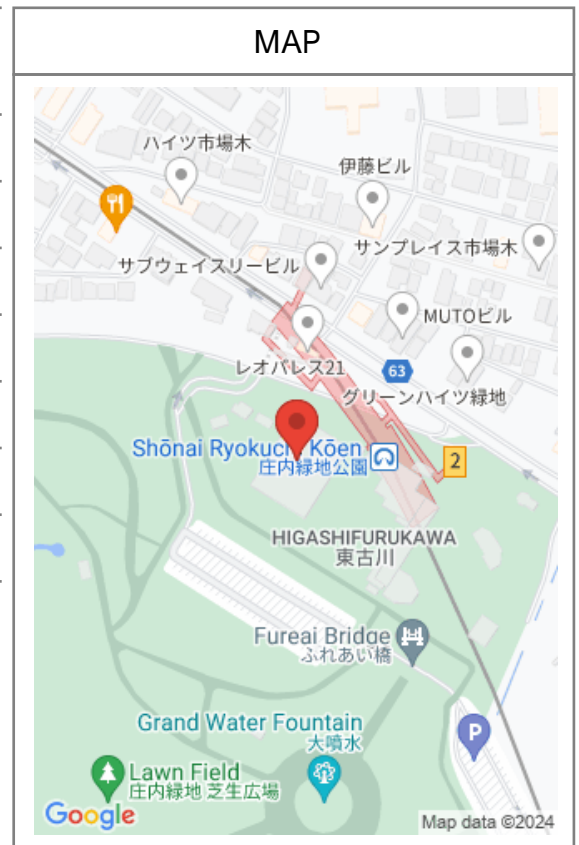 MAP
ハイツ市場木
伊藤ビル
サンプレイス市場木
サブウェイスリービル
MUTOビル
レオパレス21
63
グリーンハイツ緑地
Shōnai Ryokuchi Kōen
庄内緑地公園
2
HIGASHIFURUKAWA
東古川
Fureai Bridge
ふれあい橋
Grand Water Fountain
大噴水
P
Lawn Field
庄内緑地 芝生広場
Google
Map data ©2024